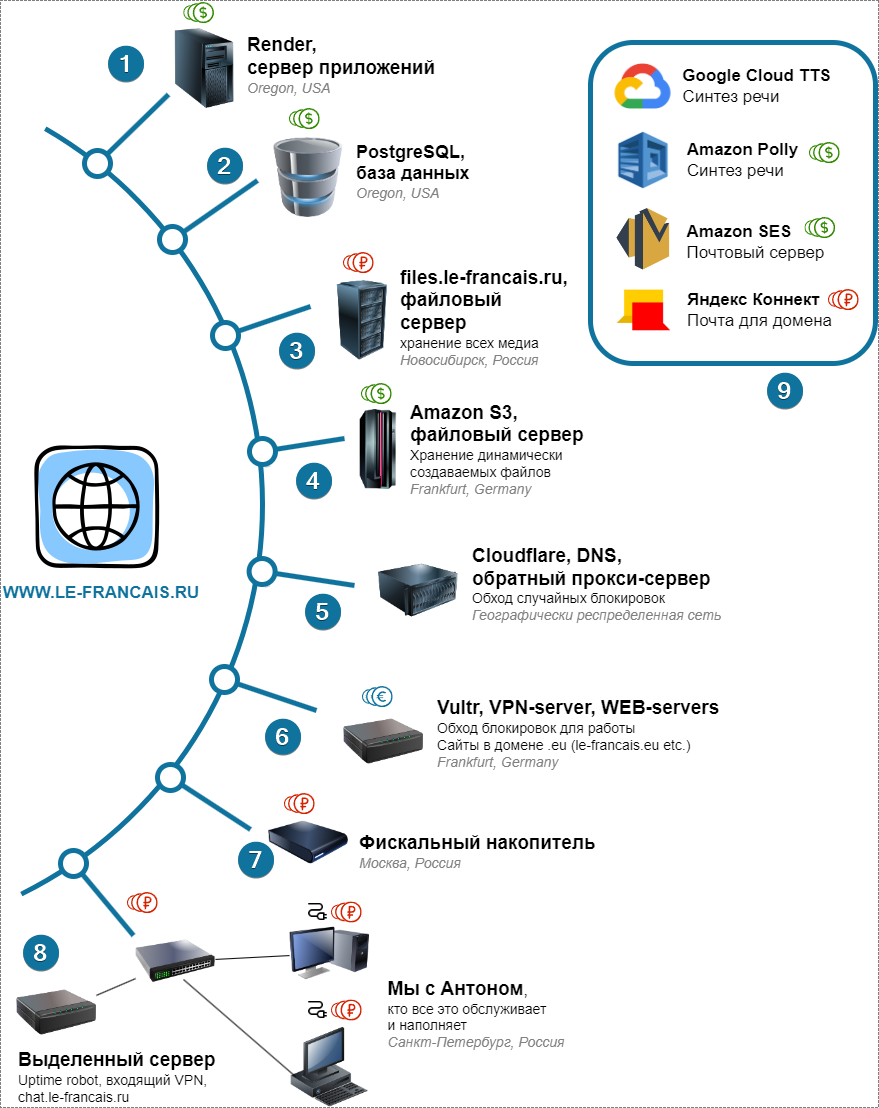 1
Render,
сервер приложений
Oregon, USA
2
PostgreSQL,
база данных
Oregon, USA
3
files.le-francais.ru,
файловый
сервер
хранение всех медиа
Новосибирск, Россия
4
Amazon S3,
файловый сервер
Хранение динамически
создаваемых файлов
Frankfurt, Germany
WWW.LE-FRANCAIS.RU
5
Cloudflare, DNS,
обратный прокси-сервер
Обход случайных блокировок
Географически респределенная сеть
6
Vultr, VPN-server, WEB-servers
Обход блокировок для работы
Сайты в домене .eu (le-francais.eu etc.)
Frankfurt, Germany
7
Фискальный накопитель
Москва, Россия
8
Выделенный сервер
Uptime robot, входящий VPN,
chat.le-francais.ru
Мы с Антоном,
кто все это обслуживает
и наполняет
Санкт-Петербург, Россия
Google Cloud TTS
Синтез речи
Amazon Polly
Синтез речи
Amazon SES
Почтовый сервер
Яндекс Коннект
Почта для домена
9